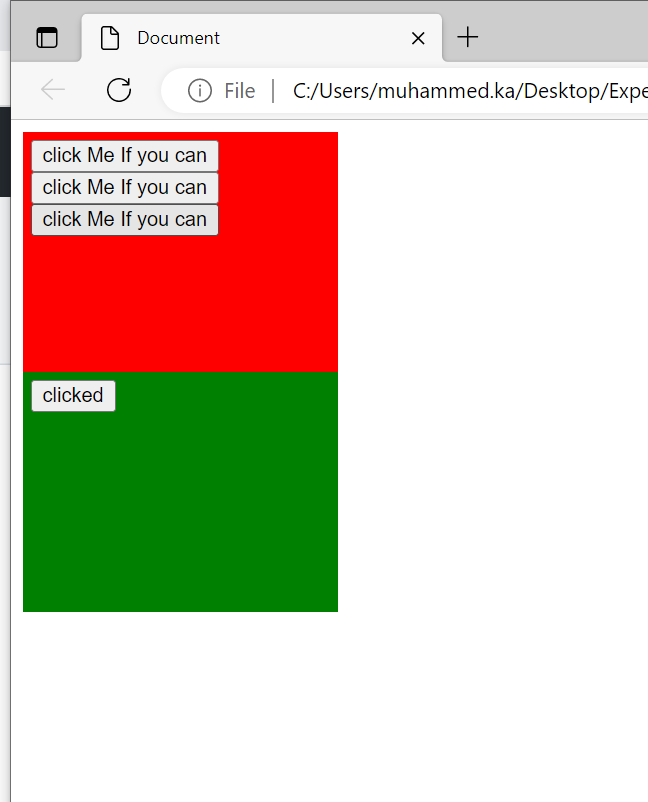 Document
File
C:/Users/muhammed.ka/Desktop/Expe
click Me If you can
click Me If you can
click Me If you can
clicked